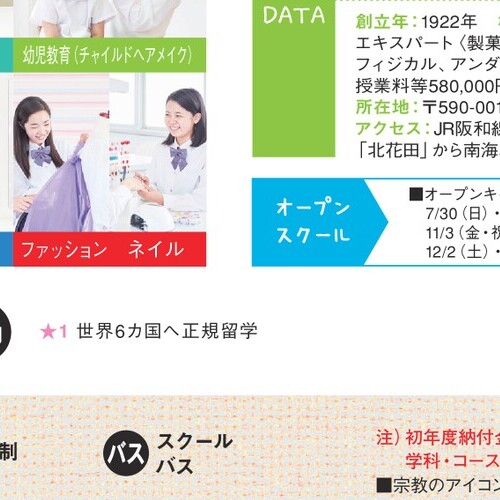 幼児教育(チャイルドヘアメイク)
ファッション ネイル
DATA
創立年:1922年
エキスパート〈製菓
フィジカル、アンダ
授業料等580,000円
所在地:〒590-001
アクセス:JR阪和線
「北花田」から南海
オープン
スクール
■オープンキ
7/30(日)・
11/3(金・祝
12/2(土)・
★1 世界6カ国へ正規留学
制
バス スクール
バス
注)初年度納付金
学科・コース
■宗教のアイコン